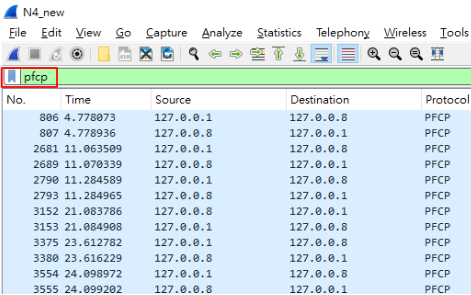 N4_new
File Edit View Go Capture Analyze Statistics Telephony Wireless Tools
pfcp
No. Time Source Destination Protocol
806 4.778073 127.0.0.1 127.0.0.8 PFCP
807 4.778936 127.0.0.8 127.0.0.1 PFCP
2681 11.063509 127.0.0.1 127.0.0.8 PFCP
2689 11.070339 127.0.0.8 127.0.0.1 PFCP
2790 11.284589 127.0.0.1 127.0.0.8 PFCP
2793 11.284965 127.0.0.8 127.0.0.1 PFCP
3152 21.083786 127.0.0.8 127.0.0.1 PFCP
3153 21.084908 127.0.0.1 127.0.0.8 PFCP
3375 23.612782 127.0.0.1 127.0.0.8 PFCP
3380 23.616229 127.0.0.8 127.0.0.1 PFCP
3554 24.098972 127.0.0.1 127.0.0.8 PFCP
3555 24.099202 127.0.0.8 127.0.0.1 PFCP